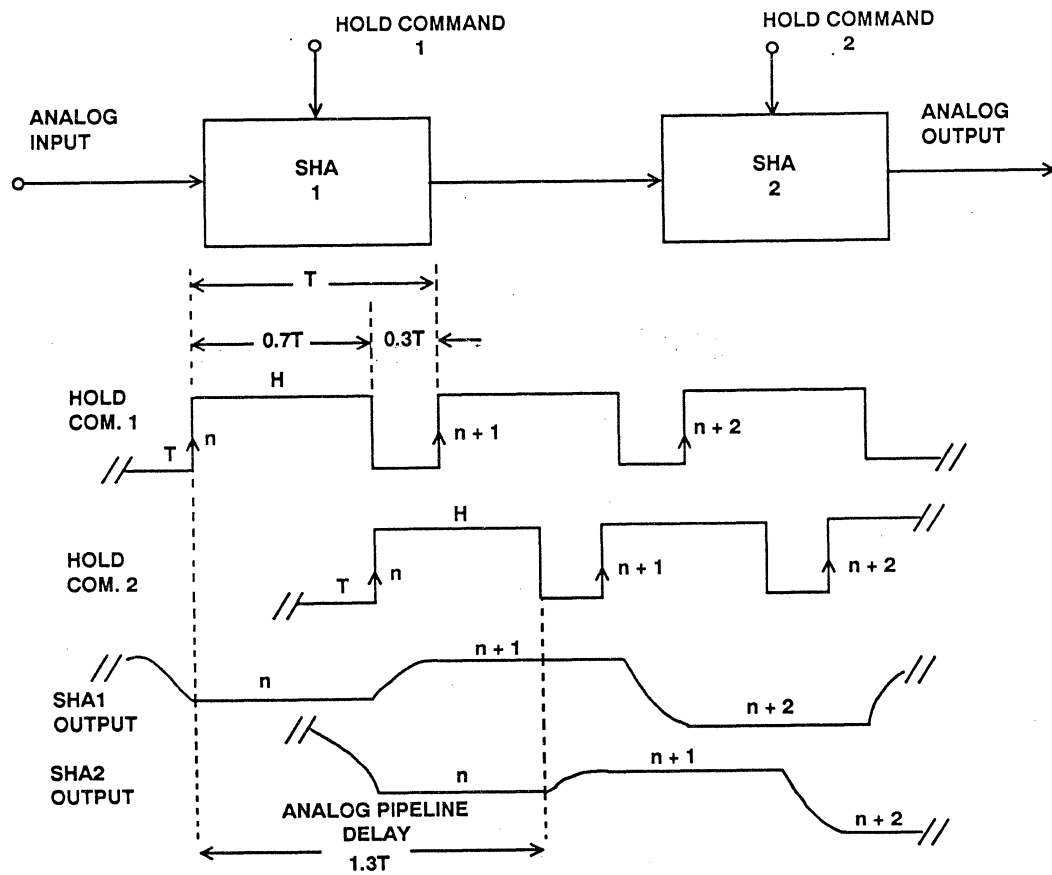 HOLD COMMAND
1
HOLD COMMAND
2
ANALOG
INPUT
SHA
1
SHA
2
ANALOG
OUTPUT
T
0.7T
0.3T
HOLD
COM. 1
T
n
H
n + 1
n + 2
HOLD
COM. 2
T
n
H
n + 1
n + 2
SHA1
OUTPUT
n
n + 1
n + 2
SHA2
OUTPUT
n
n + 1
n + 2
ANALOG PIPELINE
DELAY
1.3T